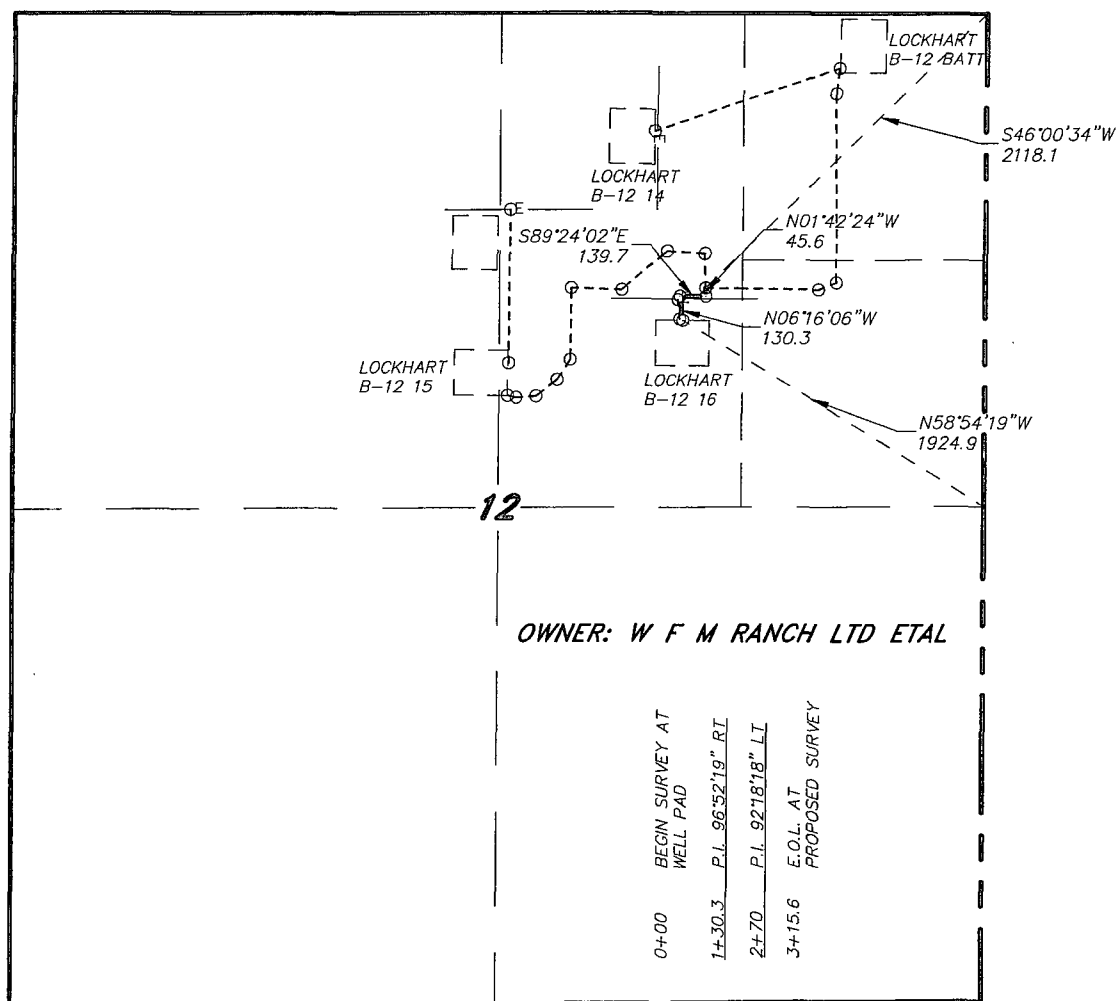 LOCKHART
B-12 BATT
S46°00'34"W
2118.1
LOCKHART
B-12 14
N01°42'24"W
45.6
S89°24'02"E
139.7
N06°16'06"W
130.3
LOCKHART
B-12 15
LOCKHART
B-12 16
N58°54'19"W
1924.9
12
OWNER: W F M RANCH LTD ETAL
0+00 BEGIN SURVEY AT
WELL PAD
1+30.3 P.I. 96°52'19" RT
2+70 P.I. 92°18'18" LT
3+15.6 E.O.L. AT
PROPOSED SURVEY